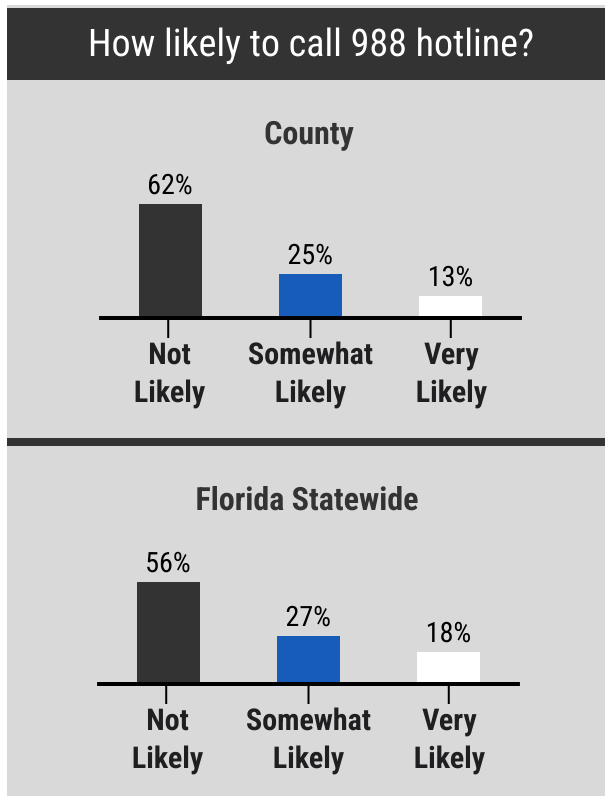 How likely to call 988 hotline?
County
62%
25%
13%
Not Likely
Somewhat Likely
Very Likely
Florida Statewide
56%
27%
18%
Not Likely
Somewhat Likely
Very Likely